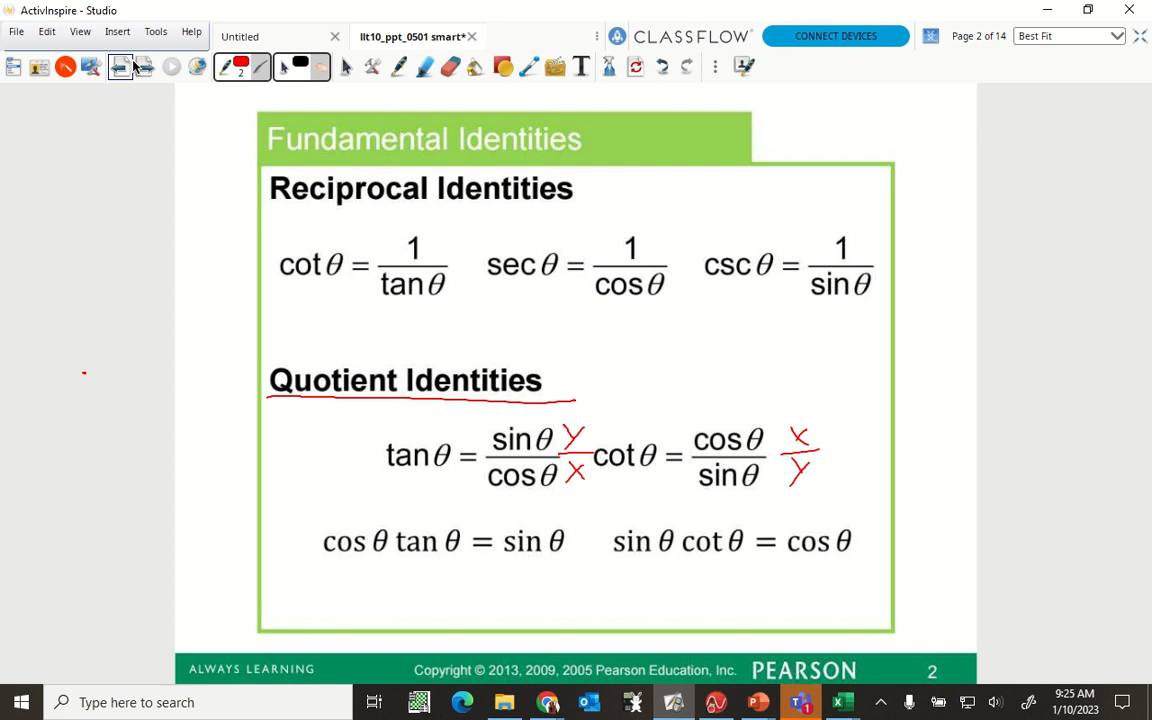 ActivInspire - Studio
File Edit View Insert Tools Help
Untitled
llt10_ppt_0501 smart*
CLASSFLOW
CONNECT DEVICES
Page 2 of 14
Best Fit
2
Fundamental Identities
Reciprocal Identities
cot θ = 1/tan θ sec θ = 1/cos θ csc θ = 1/sin θ
Quotient Identities
tan θ = sin θ/cos θ y/x cot θ = cos θ/sin θ x/y
cos θ tan θ = sin θ sin θ cot θ = cos θ
ALWAYS LEARNING
Copyright © 2013, 2009, 2005 Pearson Education, Inc.
PEARSON
2
Type here to search
1
9:25 AM
1/10/2023